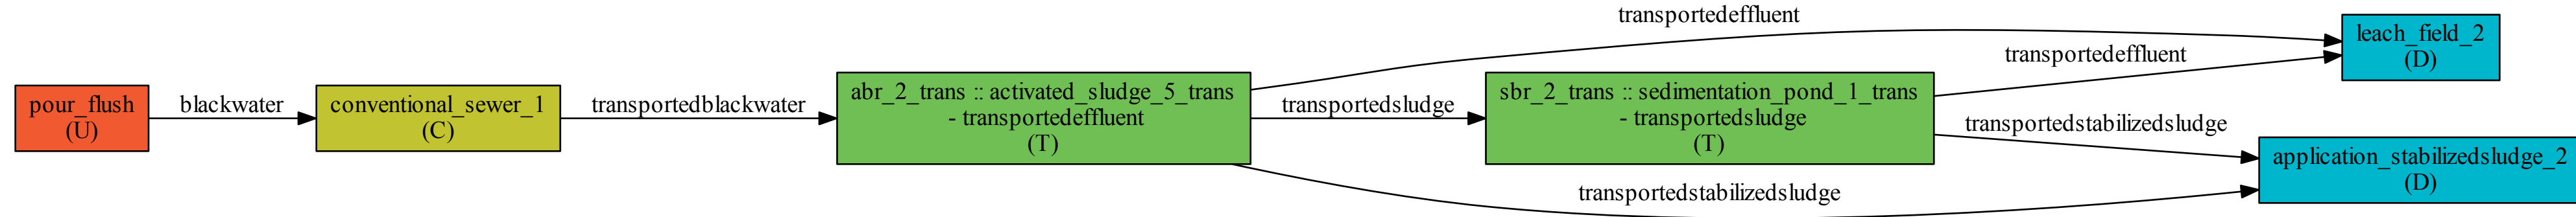 pour_flush
(U)
blackwater
conventional_sewer_1
(C)
transportedblackwater
abr_2_trans :: activated_sludge_5_trans
- transportedeffluent
(T)
transportedeffluent
transportedsludge
transportedstabilizedsludge
sbr_2_trans :: sedimentation_pond_1_trans
- transportedsludge
(T)
transportedeffluent
transportedstabilizedsludge
leach_field_2
(D)
application_stabilizedsludge_2
(D)